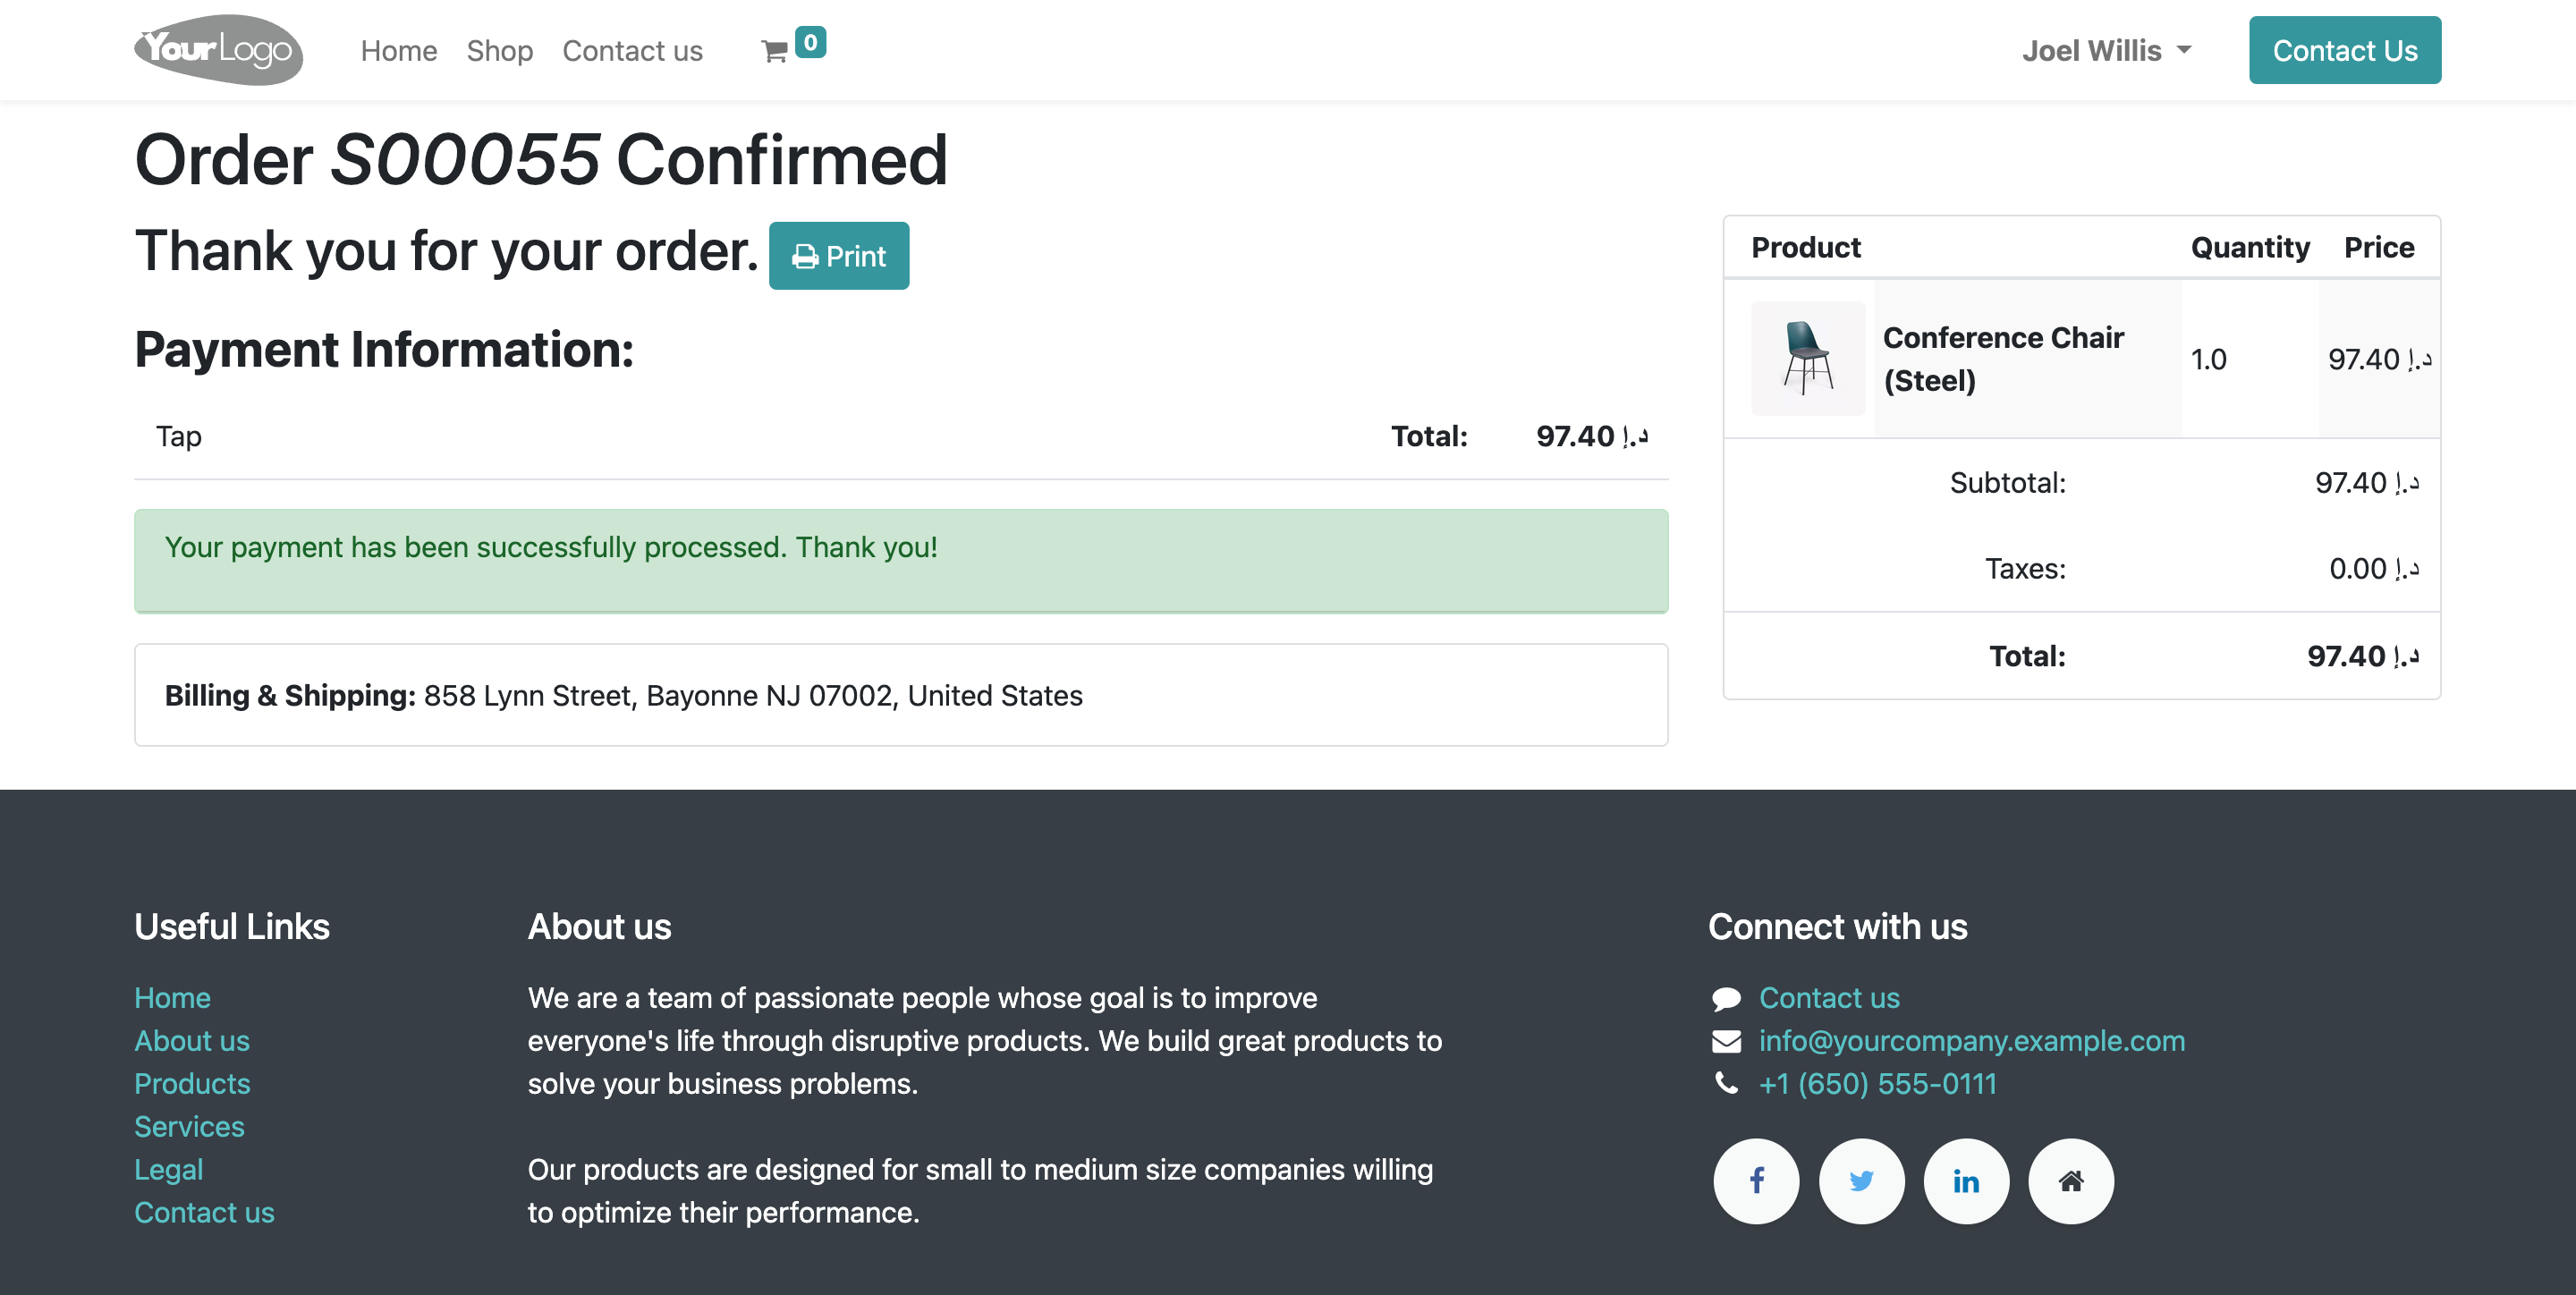 YourLogo
Home Shop Contact us 0
Joel Willis
Contact Us
Order S00055 Confirmed
Thank you for your order. Print
Payment Information:
Tap Total: 97.40 د.إ
Your payment has been successfully processed. Thank you!
Billing & Shipping: 858 Lynn Street, Bayonne NJ 07002, United States
Product Quantity Price
Conference Chair
(Steel)
1.0 97.40 د.إ
Subtotal: 97.40 د.إ
Taxes: 0.00 د.إ
Total: 97.40 د.إ
Useful Links
Home
About us
Products
Services
Legal
Contact us
About us
We are a team of passionate people whose goal is to improve
everyone's life through disruptive products. We build great products to
solve your business problems.
Our products are designed for small to medium size companies willing
to optimize their performance.
Connect with us
Contact us
info@yourcompany.example.com
+1 (650) 555-0111